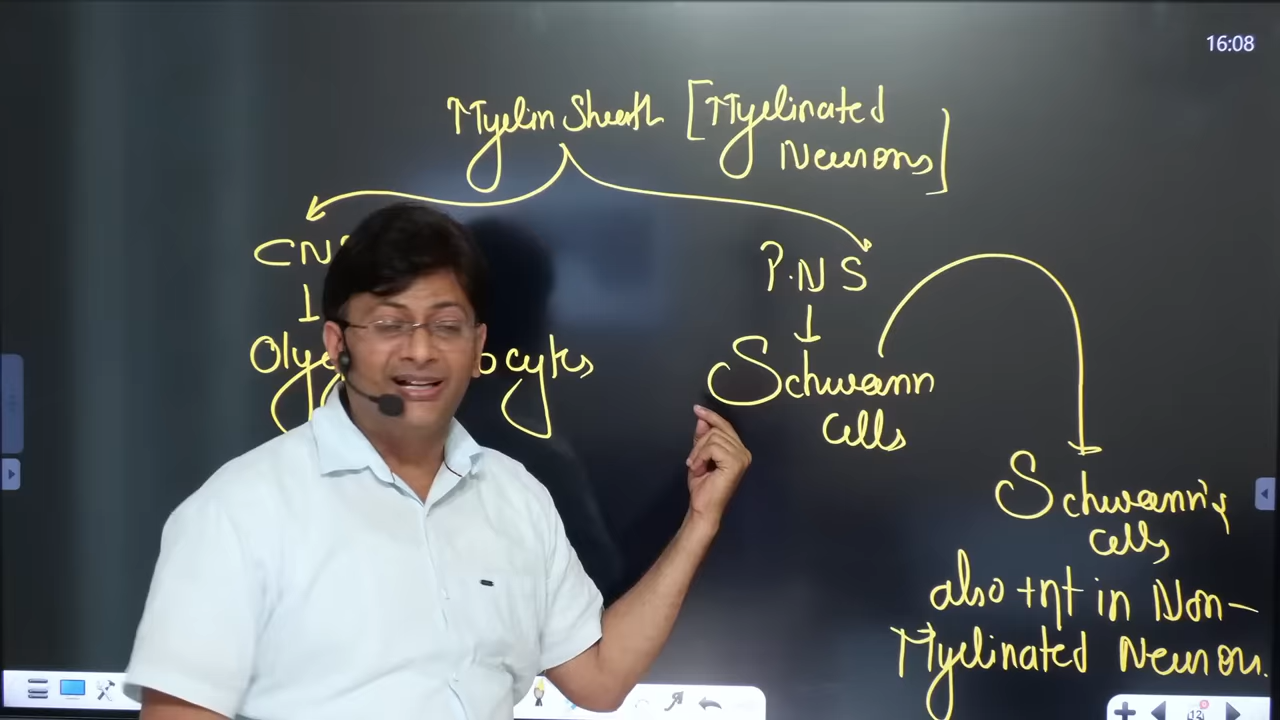 16:08
Myelin Sheath [Myelinated
Neurons]
P.N S
Schwann
cells
Schwann's
cells
also +nt in Non-
Myelinated Neuron.